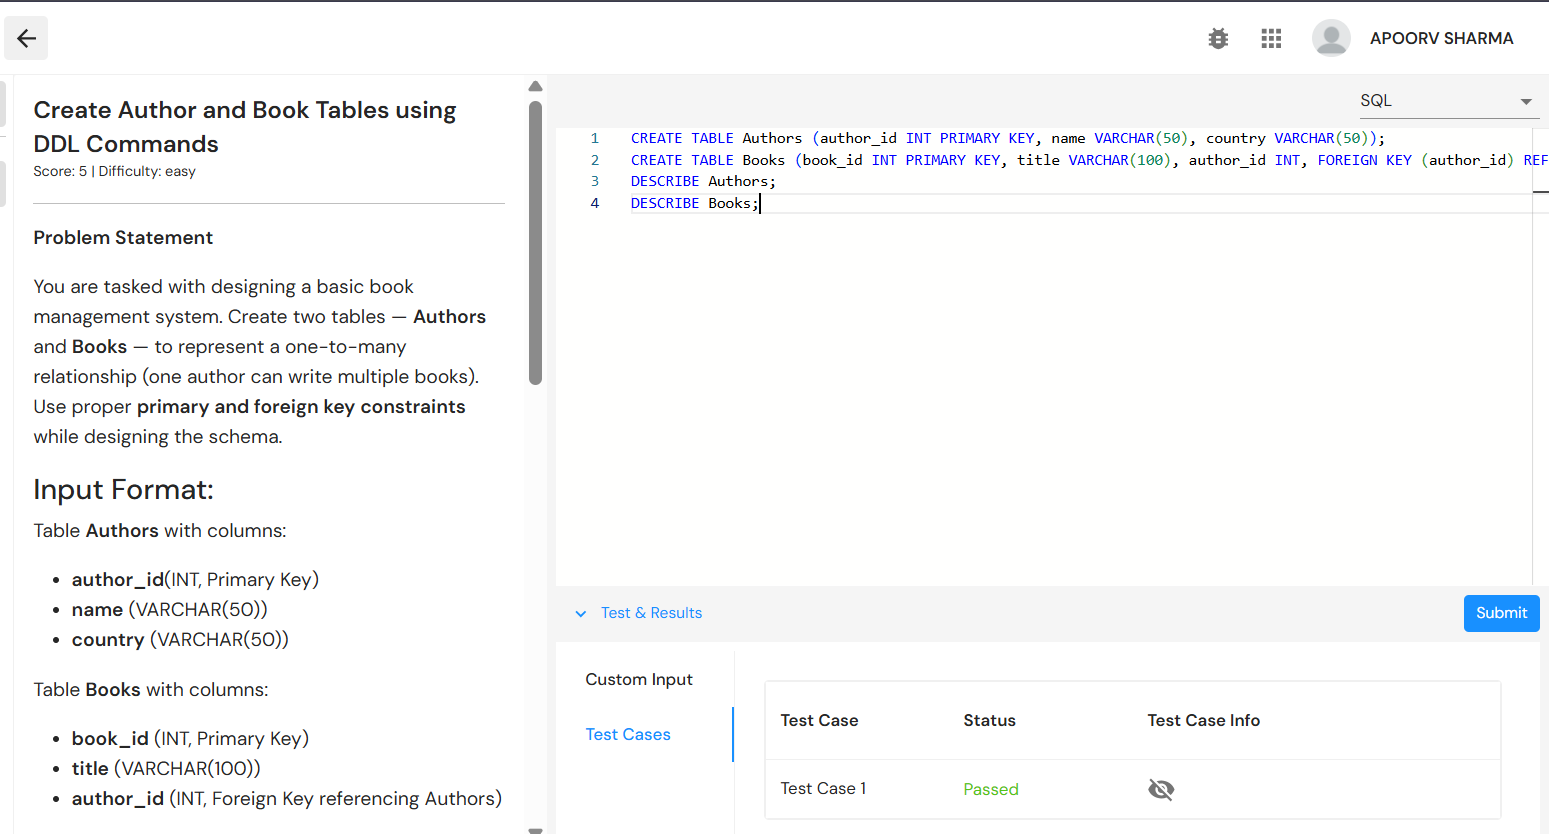 APOORV SHARMA
Create Author and Book Tables using
DDL Commands
Score: 5 | Difficulty: easy
Problem Statement
You are tasked with designing a basic book
management system. Create two tables — Authors
and Books — to represent a one-to-many
relationship (one author can write multiple books).
Use proper primary and foreign key constraints
while designing the schema.
Input Format:
Table Authors with columns:
• author_id(INT, Primary Key)
• name (VARCHAR(50))
• country (VARCHAR(50))
Table Books with columns:
• book_id (INT, Primary Key)
• title (VARCHAR(100))
• author_id (INT, Foreign Key referencing Authors)
SQL
1 CREATE TABLE Authors (author_id INT PRIMARY KEY, name VARCHAR(50), country VARCHAR(50));
2 CREATE TABLE Books (book_id INT PRIMARY KEY, title VARCHAR(100), author_id INT, FOREIGN KEY (author_id) REF
3 DESCRIBE Authors;
4 DESCRIBE Books;
Test & Results
Submit
Custom Input
Test Cases
Test Case Status Test Case Info
Test Case 1 Passed